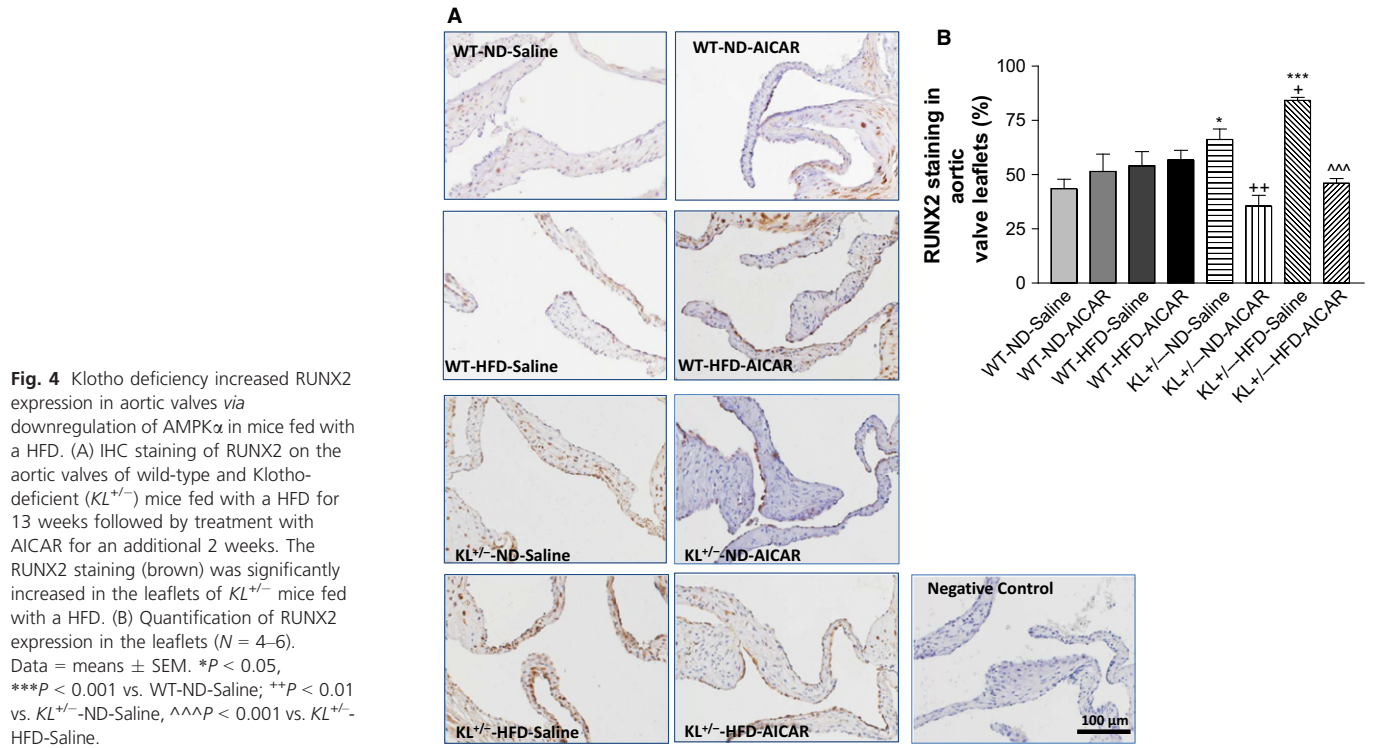 Fig. 4 Klotho deficiency increased RUNX2
expression in aortic valves via
downregulation of AMPKα in mice fed with
a HFD. (A) IHC staining of RUNX2 on the
aortic valves of wild-type and Klotho-
deficient (KL+/−) mice fed with a HFD for
13 weeks followed by treatment with
AICAR for an additional 2 weeks. The
RUNX2 staining (brown) was significantly
increased in the leaflets of KL+/− mice fed
with a HFD. (B) Quantification of RUNX2
expression in the leaflets (N = 4–6).
Data = means ± SEM. *P < 0.05,
***P < 0.001 vs. WT-ND-Saline; ++P < 0.01
vs. KL+/−-ND-Saline, ^^^P < 0.001 vs. KL+/−-
HFD-Saline.
A
WT-ND-Saline
WT-ND-AICAR
WT-HFD-Saline
WT-HFD-AICAR
KL+/−-ND-Saline
KL+/−-ND-AICAR
KL+/−-HFD-Saline
KL+/−-HFD-AICAR
Negative Control
100 μm
B
RUNX2 staining in
aortic
valve leaflets (%)
100
75
50
25
0
*
++
***
+
^^^
WT-ND-Saline
WT-ND-AICAR
WT-HFD-Saline
WT-HFD-AICAR
KL+/−–ND-Saline
KL+/−–ND-AICAR
KL+/−–HFD-Saline
KL+/−–HFD-AICAR